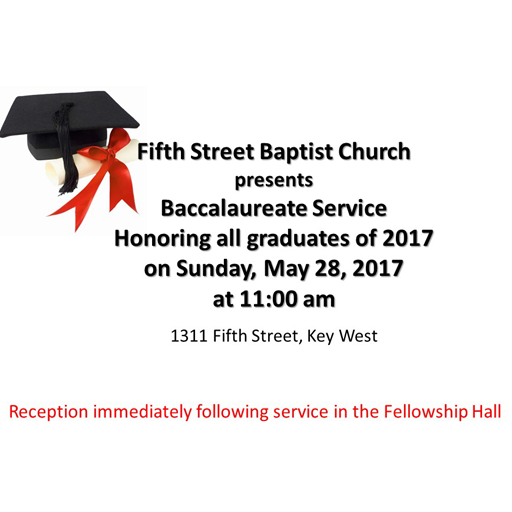 Fifth Street Baptist Church
presents
Baccalaureate Service
Honoring all graduates of 2017
on Sunday, May 28, 2017
at 11:00 am
1311 Fifth Street, Key West
Reception immediately following service in the Fellowship Hall